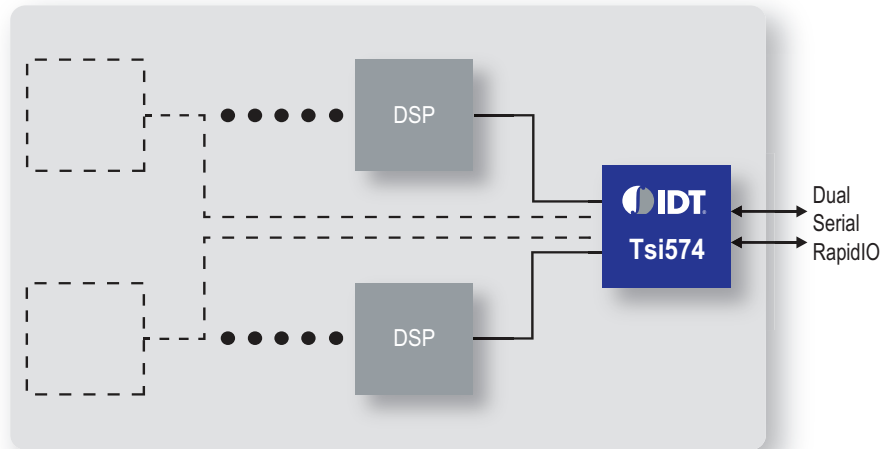 DSP
IDT
Tsi574
Dual
Serial
RapidIO
DSP